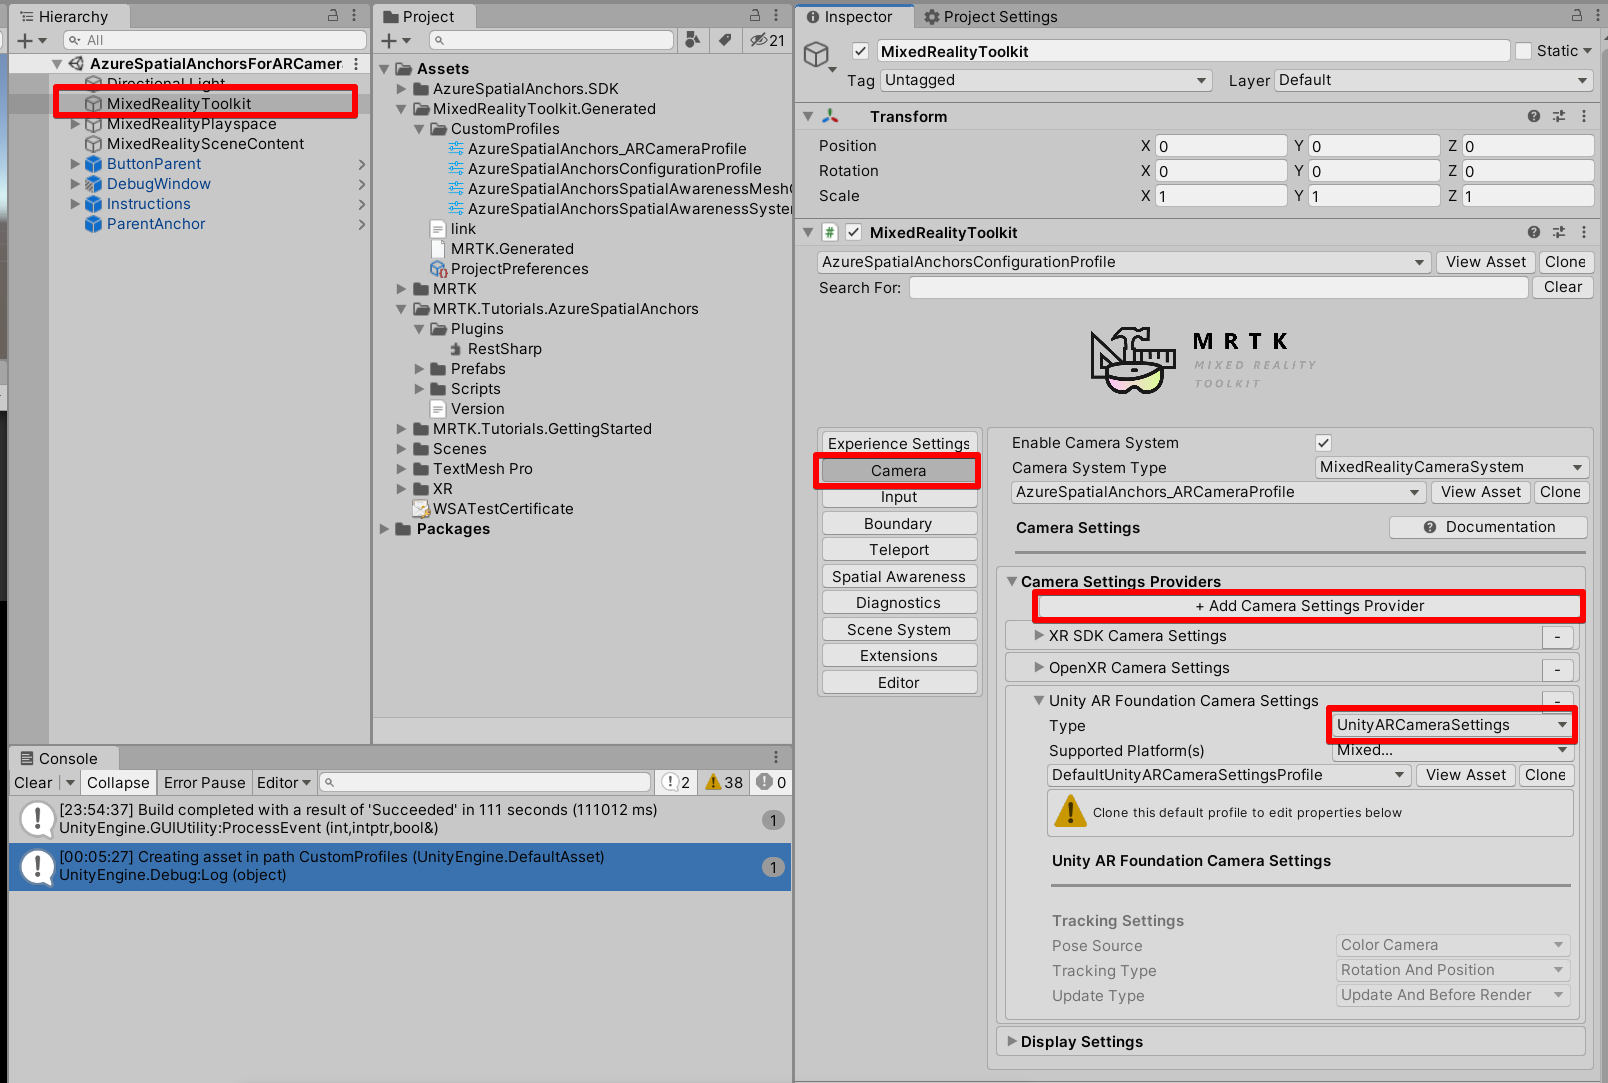 Hierarchy
All
AzureSpatialAnchorsForARCamer
Directional Light
MixedRealityToolkit
MixedRealityPlayspace
MixedRealitySceneContent
ButtonParent
DebugWindow
Instructions
ParentAnchor
Project
21
Assets
AzureSpatialAnchors.SDK
MixedRealityToolkit.Generated
CustomProfiles
AzureSpatialAnchors_ARCameraProfile
AzureSpatialAnchorsConfigurationProfile
AzureSpatialAnchorsSpatialAwarenessMesh
AzureSpatialAnchorsSpatialAwarenessSyste
link
MRTK.Generated
ProjectPreferences
MRTK
MRTK.Tutorials.AzureSpatialAnchors
Plugins
RestSharp
Prefabs
Scripts
Version
MRTK.Tutorials.GettingStarted
Scenes
TextMesh Pro
XR
WSATestCertificate
Packages
Console
Clear Collapse Error Pause Editor 2 38 0
[23:54:37] Build completed with a result of 'Succeeded' in 111 seconds (111012 ms)
UnityEngine.GUIUtility:ProcessEvent (int,intptr,bool&)
1
[00:05:27] Creating asset in path CustomProfiles (UnityEngine.DefaultAsset)
UnityEngine.Debug:Log (object)
1
Inspector Project Settings
MixedRealityToolkit Static
Tag Untagged Layer Default
Transform
Position X 0 Y 0 Z 0
Rotation X 0 Y 0 Z 0
Scale X 1 Y 1 Z 1
# MixedRealityToolkit
AzureSpatialAnchorsConfigurationProfile View Asset Clone
Search For: Clear
MRTK
MIXED REALITY
TOOLKIT
Experience Settings
Camera
Input
Boundary
Teleport
Spatial Awareness
Diagnostics
Scene System
Extensions
Editor
Enable Camera System
Camera System Type MixedRealityCameraSystem
AzureSpatialAnchors_ARCameraProfile View Asset Clone
Camera Settings Documentation
Camera Settings Providers
+ Add Camera Settings Provider
XR SDK Camera Settings -
OpenXR Camera Settings -
Unity AR Foundation Camera Settings -
Type UnityARCameraSettings
Supported Platform(s) Mixed...
DefaultUnityARCameraSettingsProfile View Asset Clone
Clone this default profile to edit properties below
Unity AR Foundation Camera Settings
Tracking Settings
Pose Source Color Camera
Tracking Type Rotation And Position
Update Type Update And Before Render
Display Settings